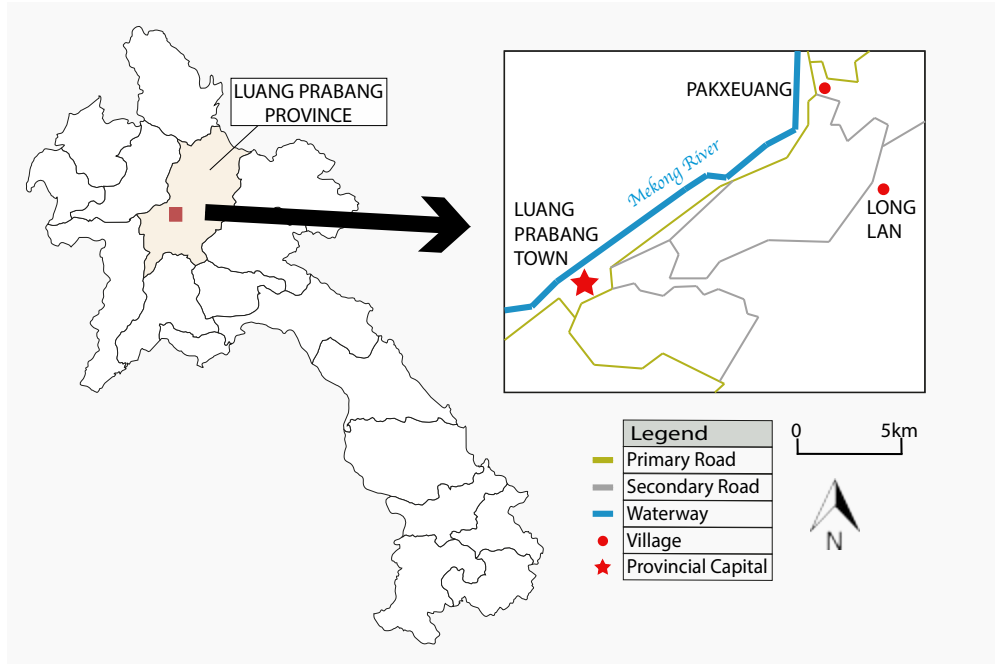 LUANG PRABANG
PROVINCE
PAKXEUANG
Mekong River
LUANG
PRABANG
TOWN
LONG
LAN
Legend
Primary Road
Secondary Road
Waterway
Village
Provincial Capital
0 5km
N